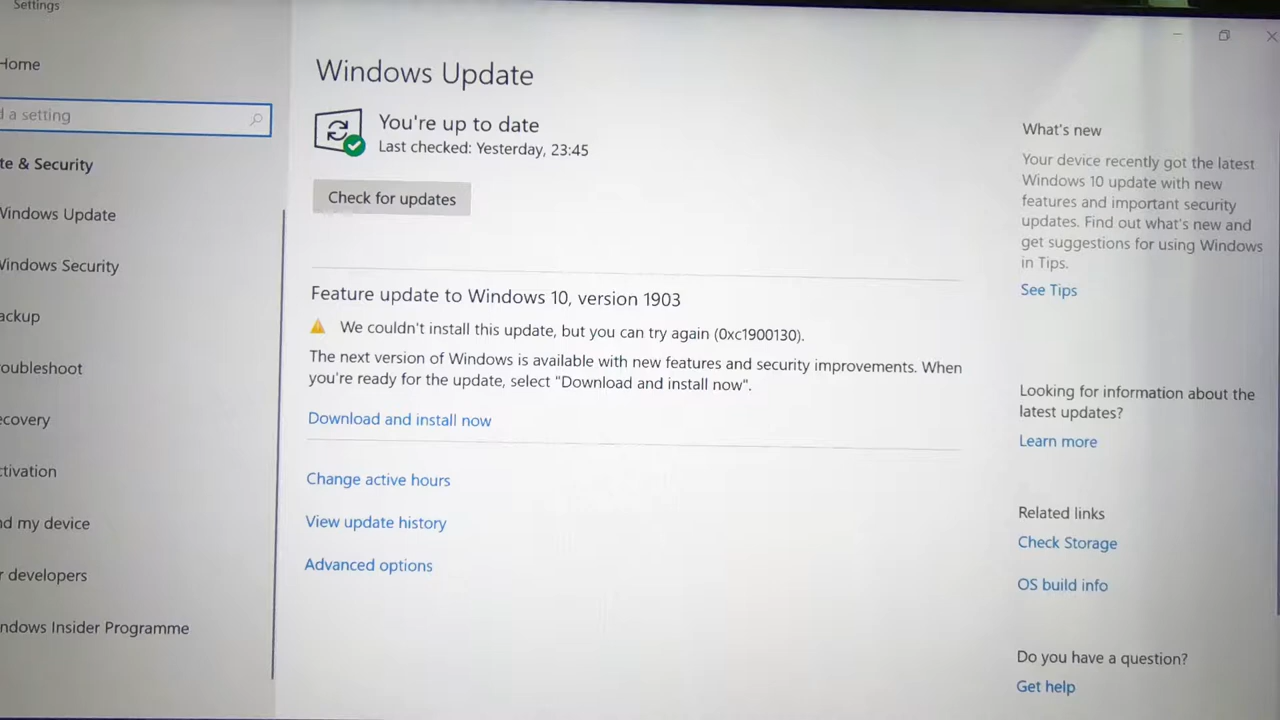 Settings
Home
d a setting
te & Security
Windows Update
Windows Security
ackup
oubleshoot
ecovery
ctivation
nd my device
r developers
ndows Insider Programme
Windows Update
You're up to date
Last checked: Yesterday, 23:45
Check for updates
Feature update to Windows 10, version 1903
We couldn't install this update, but you can try again (0xc1900130).
The next version of Windows is available with new features and security improvements. When
you're ready for the update, select "Download and install now".
Download and install now
Change active hours
View update history
Advanced options
What's new
Your device recently got the latest
Windows 10 update with new
features and important security
updates. Find out what's new and
get suggestions for using Windows
in Tips.
See Tips
Looking for information about the
latest updates?
Learn more
Related links
Check Storage
OS build info
Do you have a question?
Get help